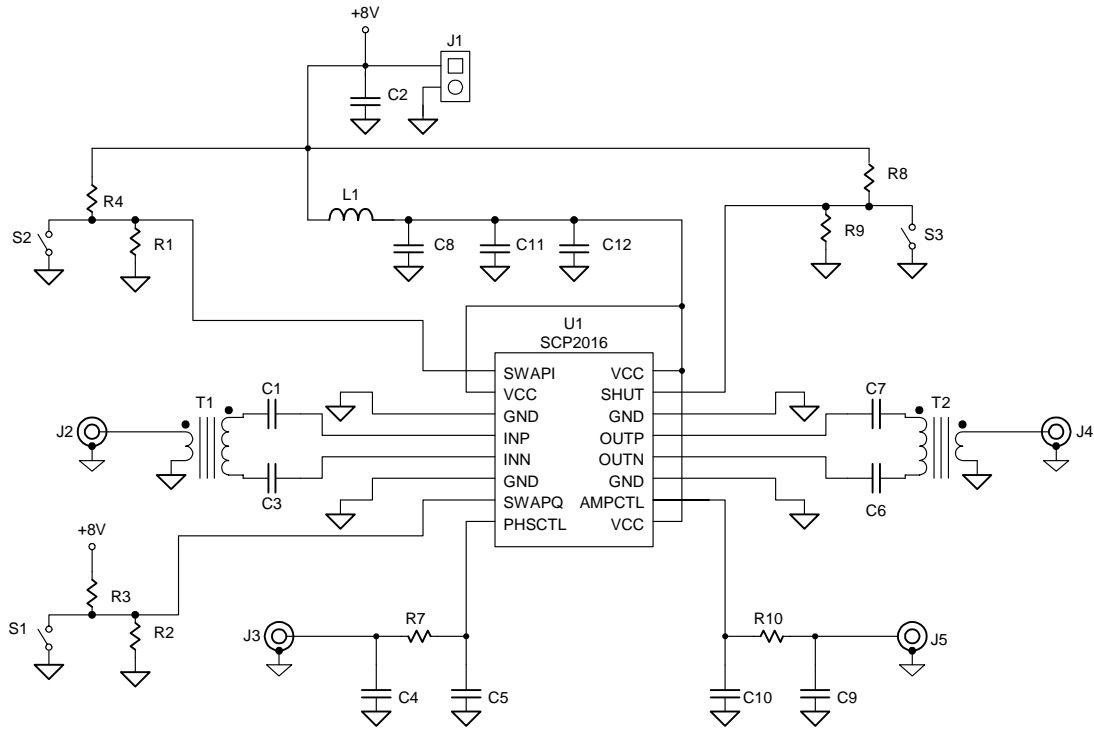 +8V
J1
C2
R8
R4
L1
S2
R1
C8
C11
C12
R9
S3
U1
SCP2016
SWAPI
VCC
VCC
SHUT
GND
GND
INP
OUTP
INN
OUTN
GND
GND
SWAPQ
AMPCTL
PHSCTL
VCC
C1
T1
J2
C3
C7
T2
J4
C6
+8V
R3
S1
R2
R7
J3
C4
C5
R10
J5
C10
C9